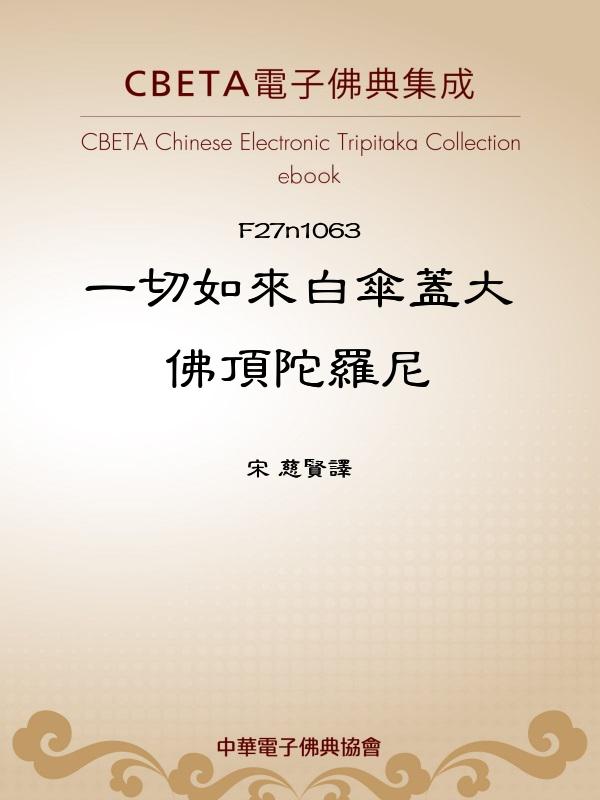 CBETA電子佛典集成
CBETA Chinese Electronic Tripitaka Collection
ebook
F27n1063
一切如來白傘蓋大
佛頂陀羅尼
宋 慈賢譯
中華電子佛典協會